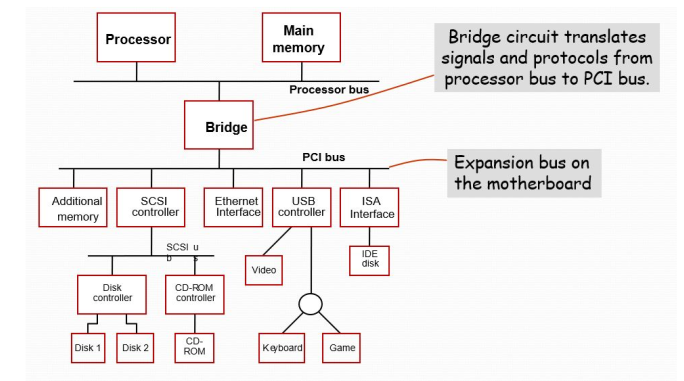 Processor
Main
memory
Bridge circuit translates
signals and protocols from
processor bus to PCI bus.
Processor bus
Bridge
PCI bus
Expansion bus on
the motherboard
Additional
memory
SCSI
controller
Ethernet
Interface
USB
controller
ISA
Interface
SCSI u
b s
IDE
disk
Video
Disk
controller
CD-ROM
controller
Disk 1
Disk 2
CD-
ROM
Keyboard
Game